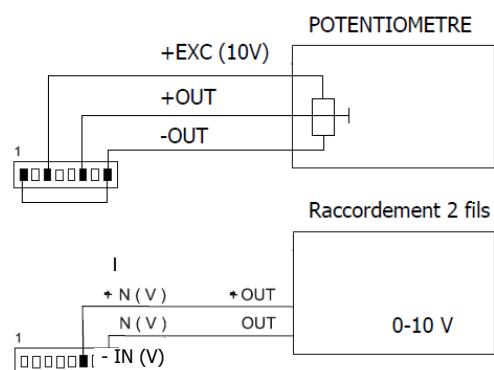 POTENTIOMETRE
+EXC (10V)
+OUT
-OUT
1
Raccordement 2 fils
I
+ N ( V ) + OUT
N ( V ) OUT
0-10 V
1
- IN (V)